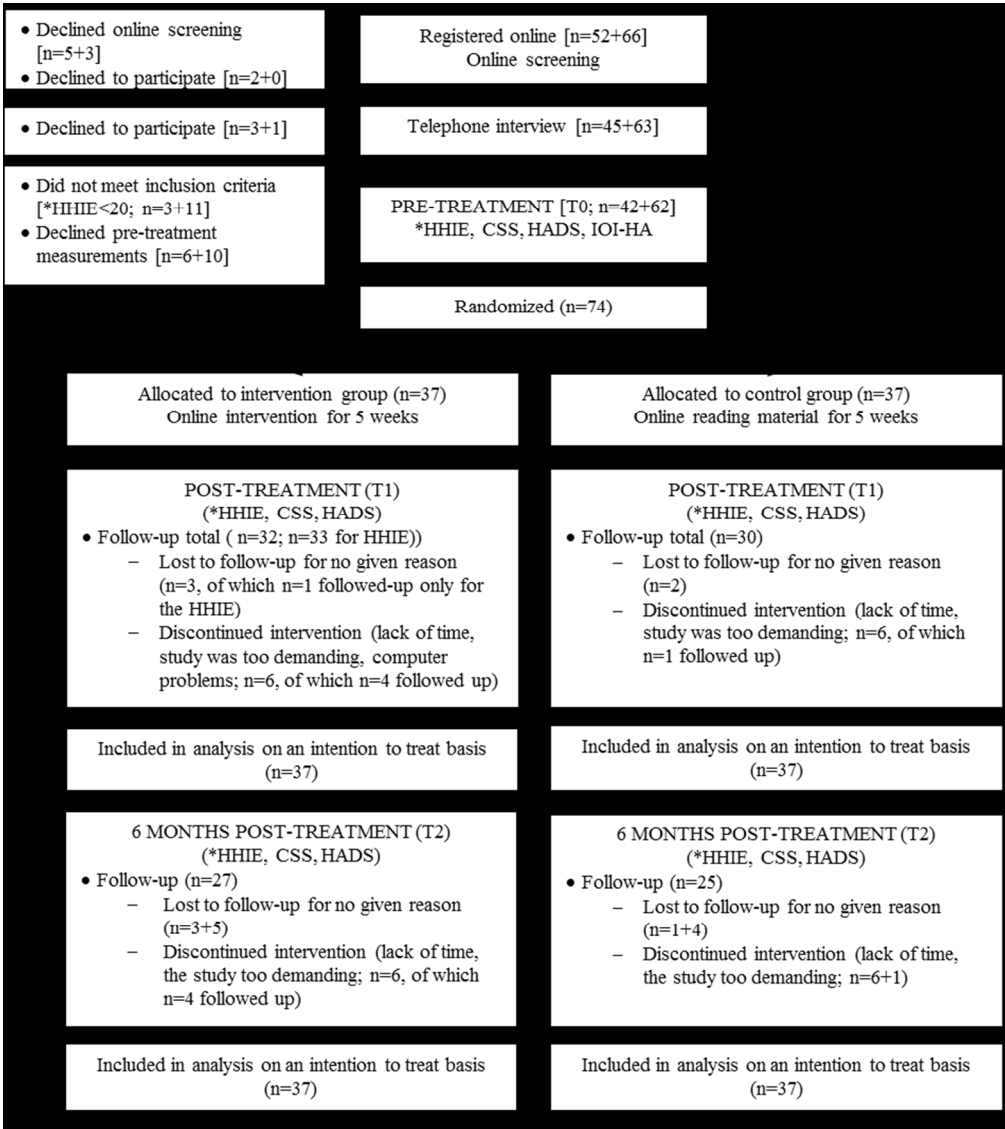 • Declined online screening
[n=5+3]
• Declined to participate [n=2+0]
Registered online [n=52+66]
Online screening
• Declined to participate [n=3+1]
Telephone interview [n=45+63]
• Did not meet inclusion criteria
[*HHIE<20; n=3+11]
• Declined pre-treatment
measurements [n=6+10]
PRE-TREATMENT [T0; n=42+62]
*HHIE, CSS, HADS, IOI-HA
Randomized (n=74)
Allocated to intervention group (n=37)
Online intervention for 5 weeks
Allocated to control group (n=37)
Online reading material for 5 weeks
POST-TREATMENT (T1)
(*HHIE, CSS, HADS)
• Follow-up total ( n=32; n=33 for HHIE))
– Lost to follow-up for no given reason
(n=3, of which n=1 followed-up only for
the HHIE)
– Discontinued intervention (lack of time,
study was too demanding, computer
problems; n=6, of which n=4 followed up)
POST-TREATMENT (T1)
(*HHIE, CSS, HADS)
• Follow-up total (n=30)
– Lost to follow-up for no given reason
(n=2)
– Discontinued intervention (lack of time,
study was too demanding; n=6, of which
n=1 followed up)
Included in analysis on an intention to treat basis
(n=37)
Included in analysis on an intention to treat basis
(n=37)
6 MONTHS POST-TREATMENT (T2)
(*HHIE, CSS, HADS)
• Follow-up (n=27)
– Lost to follow-up for no given reason
(n=3+5)
– Discontinued intervention (lack of time,
the study too demanding; n=6, of which
n=4 followed up)
6 MONTHS POST-TREATMENT (T2)
(*HHIE, CSS, HADS)
• Follow-up (n=25)
– Lost to follow-up for no given reason
(n=1+4)
– Discontinued intervention (lack of time,
the study too demanding; n=6+1)
Included in analysis on an intention to treat basis
(n=37)
Included in analysis on an intention to treat basis
(n=37)